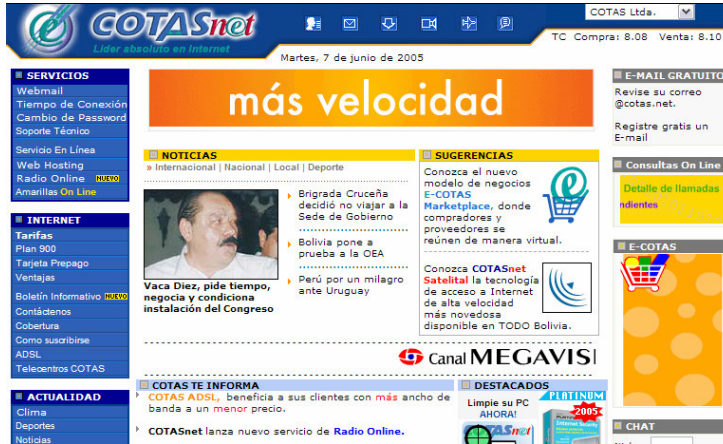 COTASnet
Lider absoluto en Internet
COTAS Ltda.
TC Compra: 8.08 Venta: 8.10
Martes, 7 de junio de 2005
SERVICIOS
Webmail
Tiempo de Conexión
Cambio de Password
Soporte Técnico
Servicio En Línea
Web Hosting
Radio Online NUEVO
Amarillas On Line
INTERNET
Tarifas
Plan 900
Tarjeta Prepago
Ventajas
Boletín Informativo NUEVO
Contáctenos
Cobertura
Como suscribirse
ADSL
Telecentros COTAS
ACTUALIDAD
Clima
Deportes
Noticias
más velocidad
NOTICIAS
» Internacional | Nacional | Local | Deporte
Vaca Diez, pide tiempo,
negocia y condiciona
instalación del Congreso
Brigrada Cruceña
decidió no viajar a la
Sede de Gobierno
Bolivia pone a
prueba a la OEA
Perú por un milagro
ante Uruguay
SUGERENCIAS
Conozca el nuevo
modelo de negocios
E-COTAS
Marketplace, donde
compradores y
proveedores se
reúnen de manera virtual.
Conozca COTASnet
Satelital la tecnología
de acceso a Internet
de alta velocidad
más novedosa
disponible en TODO Bolivia.
Canal MEGAVIS
COTAS TE INFORMA
COTAS ADSL, beneficia a sus clientes con más ancho de
banda a un menor precio.
COTASnet lanza nuevo servicio de Radio Online.
DESTACADOS
Limpie su PC
AHORA!
PLATINUM
2005
Internet Security
E-MAIL GRATUITO
Revise su correo
@cotas.net.
Registre gratis un
E-mail
Consultas On Line
Detalle de llamadas
ndientes
E-COTAS
CHAT